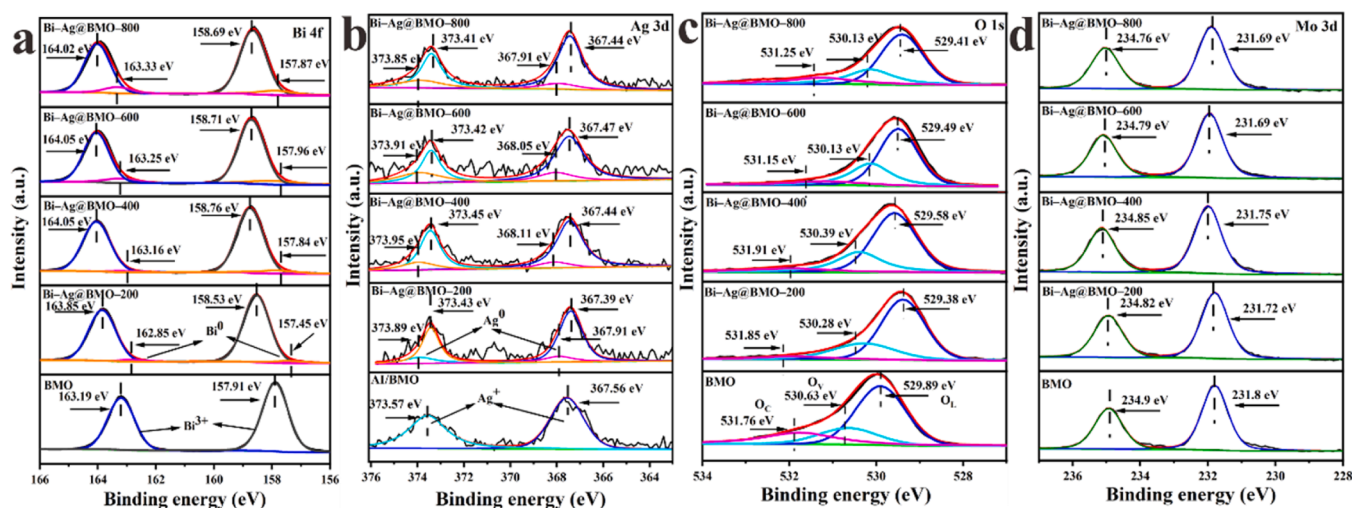 a
Bi 4f
Bi–Ag@BMO–800
164.02 eV
163.33 eV
158.69 eV
157.87 eV
Bi–Ag@BMO–600
164.05 eV
163.25 eV
158.71 eV
157.96 eV
Bi–Ag@BMO–400
164.05 eV
163.16 eV
158.76 eV
157.84 eV
Bi–Ag@BMO–200
163.85 eV
162.85 eV
Bi0
158.53 eV
157.45 eV
BMO
163.19 eV
Bi3+
157.91 eV
Intensity (a.u.)
166 164 162 160 158 156
Binding energy (eV)
b
Ag 3d
Bi–Ag@BMO–800
373.41 eV
373.85 eV
367.44 eV
367.91 eV
Bi–Ag@BMO–600
373.42 eV
373.91 eV
367.47 eV
368.05 eV
Bi–Ag@BMO–400
373.45 eV
373.95 eV
367.44 eV
368.11 eV
Bi–Ag@BMO–200
373.43 eV
373.89 eV
Ag0
367.39 eV
367.91 eV
AI/BMO
373.57 eV
Ag+
367.56 eV
Intensity (a.u.)
376 374 372 370 368 366 364
Binding energy (eV)
c
O 1s
Bi–Ag@BMO–800
531.25 eV
530.13 eV
529.41 eV
Bi–Ag@BMO–600
531.15 eV
530.13 eV
529.49 eV
Bi–Ag@BMO–400
531.91 eV
530.39 eV
529.58 eV
Bi–Ag@BMO–200
531.85 eV
530.28 eV
529.38 eV
BMO
OC
531.76 eV
OV
530.63 eV
529.89 eV
OL
Intensity (a.u.)
534 532 530 528
Binding energy (eV)
d
Mo 3d
Bi–Ag@BMO–800
234.76 eV
231.69 eV
Bi–Ag@BMO–600
234.79 eV
231.69 eV
Bi–Ag@BMO–400
234.85 eV
231.75 eV
Bi–Ag@BMO–200
234.82 eV
231.72 eV
BMO
234.9 eV
231.8 eV
Intensity (a.u.)
236 234 232 230 228
Binding energy (eV)